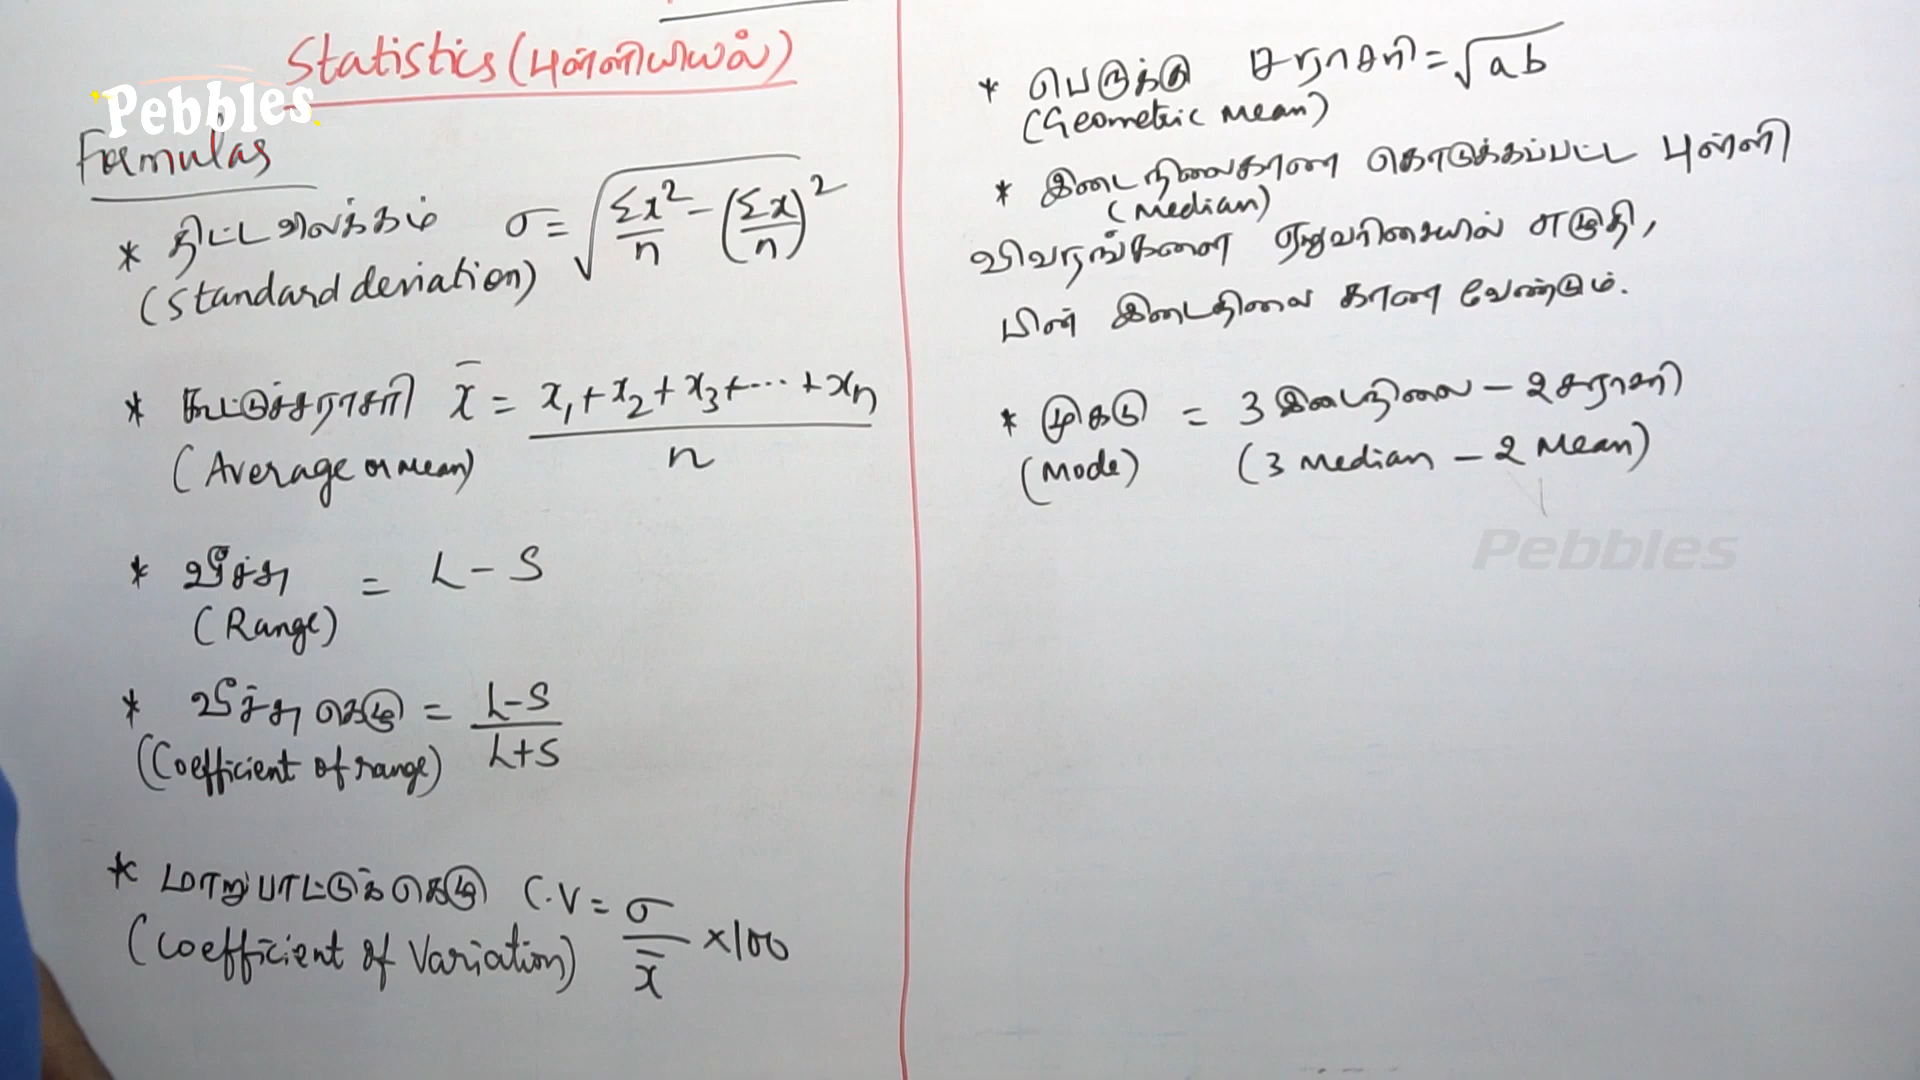 Statistics (புள்ளியியல்)
Pebbles
Formulas
* திட்ட விலக்கம் σ = √(Σx²/n − (Σx/n)²)
(Standard deviation)
* கூட்டுச்சராசரி x̄ = (x₁ + x₂ + x₃ + ... + xₙ)/n
(Average or mean)
* வீச்சு = L − S
(Range)
* வீச்சு கெழு = (L − S)/(L + S)
(Coefficient of range)
* மாறுபாட்டுக் கெழு C.V = σ/x̄ × 100
(Coefficient of Variation)
* பெருக்கு சராசரி = √ab
(Geometric mean)
* இடைநிலைகாண கொடுக்கப்பட்ட புள்ளி
(Median)
விவரங்களை ஏறுவரிசையில் எழுதி,
பின் இடைநிலை காண வேண்டும்.
* முகடு = 3 இடைநிலை − 2 சராசரி
(Mode) (3 Median − 2 Mean)
Pebbles